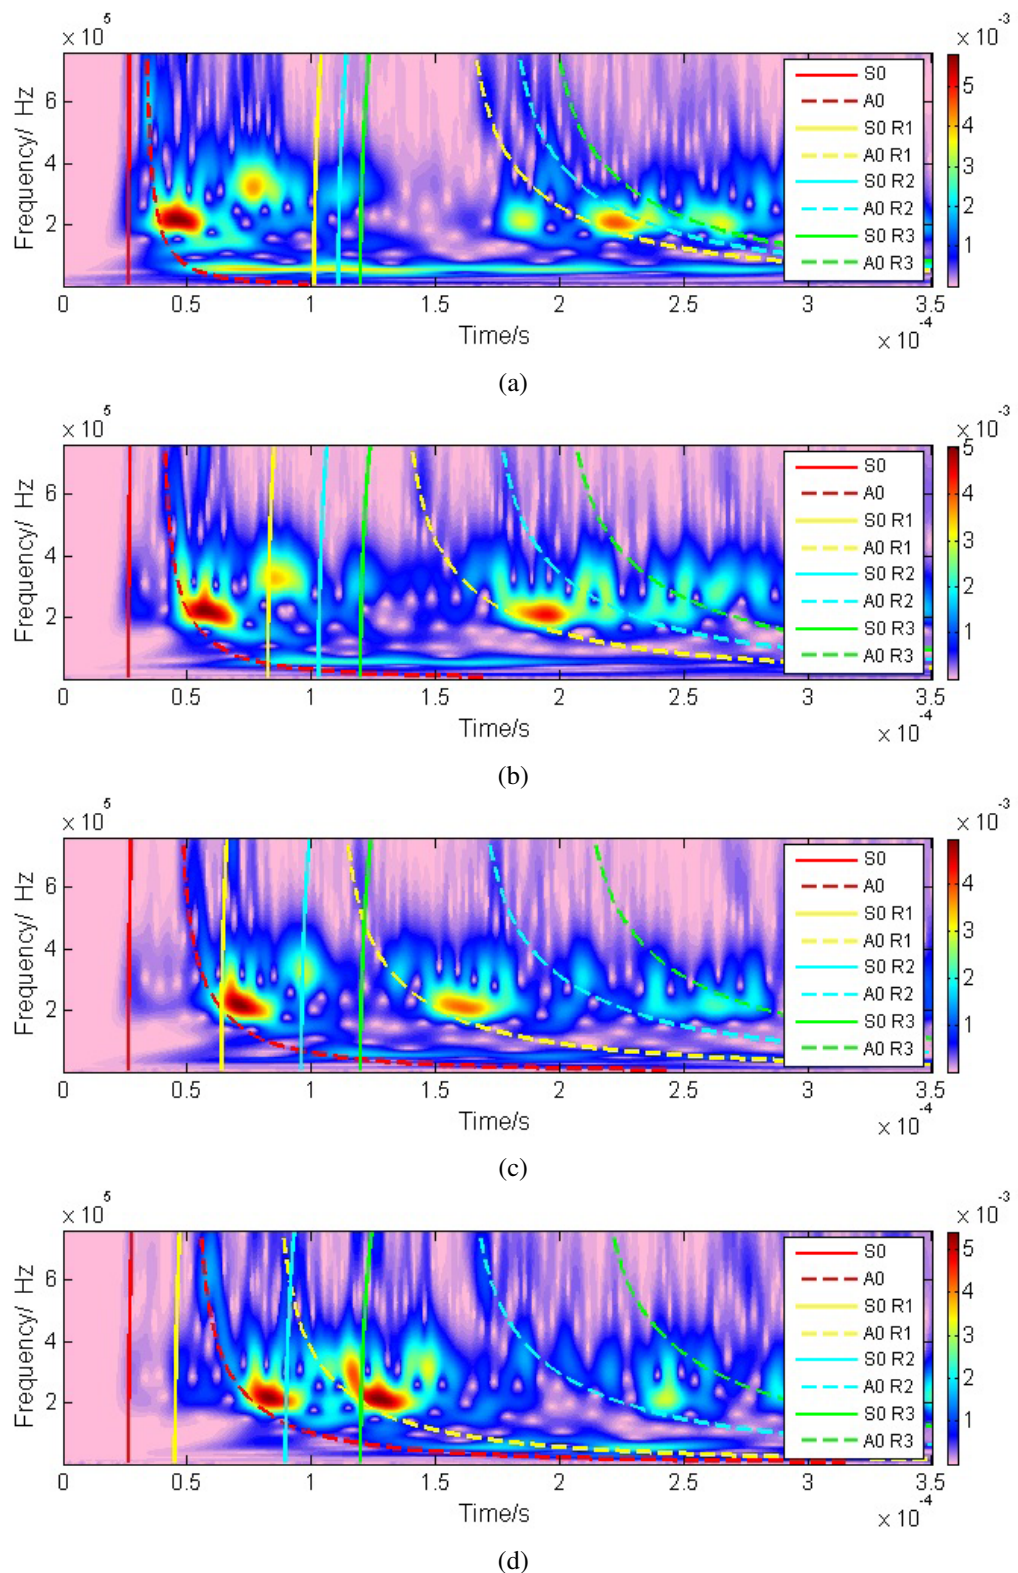 × 10 5
× 10 -3
Frequency/ Hz
6
4
2
0 0.5 1 1.5 2 2.5 3 3.5
Time/s
× 10 -4
S0
A0
S0 R1
A0 R1
S0 R2
A0 R2
S0 R3
A0 R3
5
4
3
2
1
(a)
× 10 5
× 10 -3
Frequency/ Hz
6
4
2
0 0.5 1 1.5 2 2.5 3 3.5
Time/s
× 10 -4
S0
A0
S0 R1
A0 R1
S0 R2
A0 R2
S0 R3
A0 R3
5
4
3
2
1
(b)
× 10 5
× 10 -3
Frequency/ Hz
6
4
2
0 0.5 1 1.5 2 2.5 3 3.5
Time/s
× 10 -4
S0
A0
S0 R1
A0 R1
S0 R2
A0 R2
S0 R3
A0 R3
4
3
2
1
(c)
× 10 5
× 10 -3
Frequency/ Hz
6
4
2
0 0.5 1 1.5 2 2.5 3 3.5
Time/s
× 10 -4
S0
A0
S0 R1
A0 R1
S0 R2
A0 R2
S0 R3
A0 R3
5
4
3
2
1
(d)